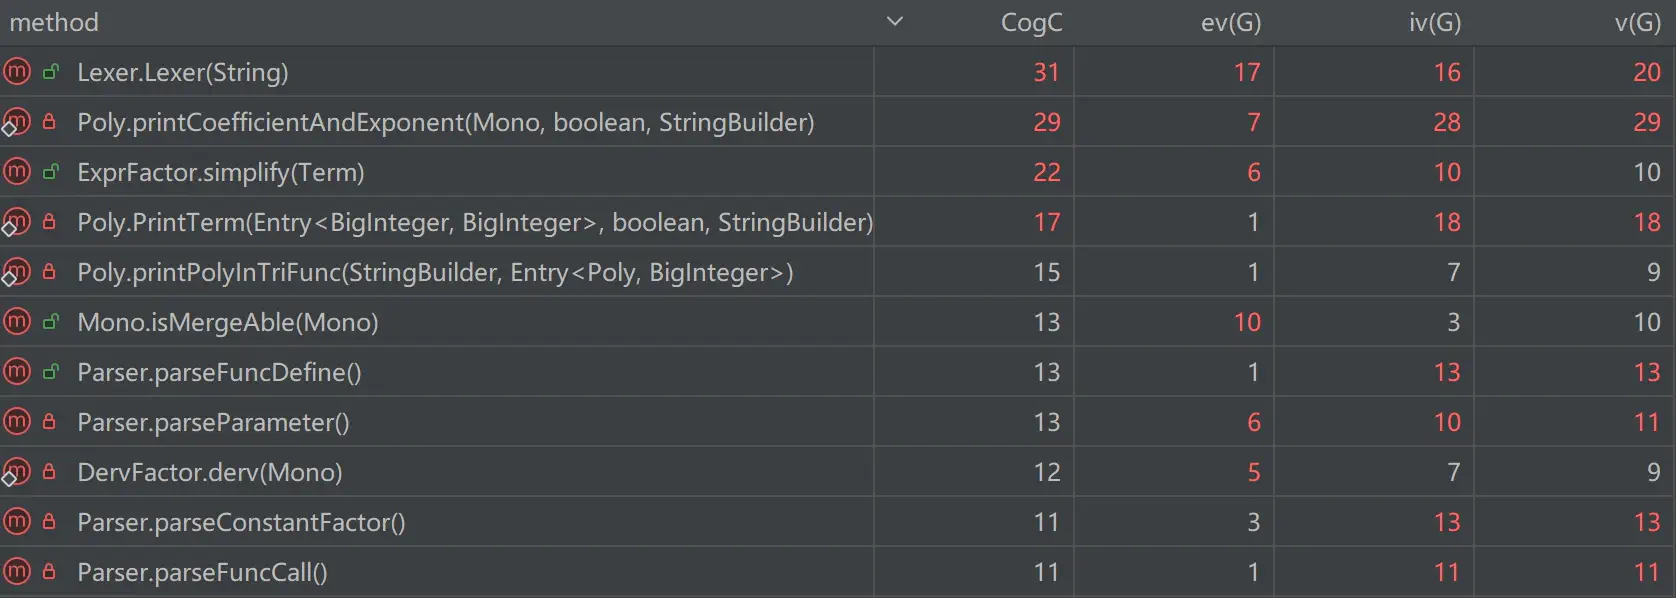 method CogC ev(G) iv(G) v(G)
m Lexer.Lexer(String) 31 17 16 20
m Poly.printCoefficientAndExponent(Mono, boolean, StringBuilder) 29 7 28 29
m ExprFactor.simplify(Term) 22 6 10 10
m Poly.PrintTerm(Entry<BigInteger, BigInteger>, boolean, StringBuilder) 17 1 18 18
m Poly.printPolyInTriFunc(StringBuilder, Entry<Poly, BigInteger>) 15 1 7 9
m Mono.isMergeAble(Mono) 13 10 3 10
m Parser.parseFuncDefine() 13 1 13 13
m Parser.parseParameter() 13 6 10 11
m DervFactor.derv(Mono) 12 5 7 9
m Parser.parseConstantFactor() 11 3 13 13
m Parser.parseFuncCall() 11 1 11 11